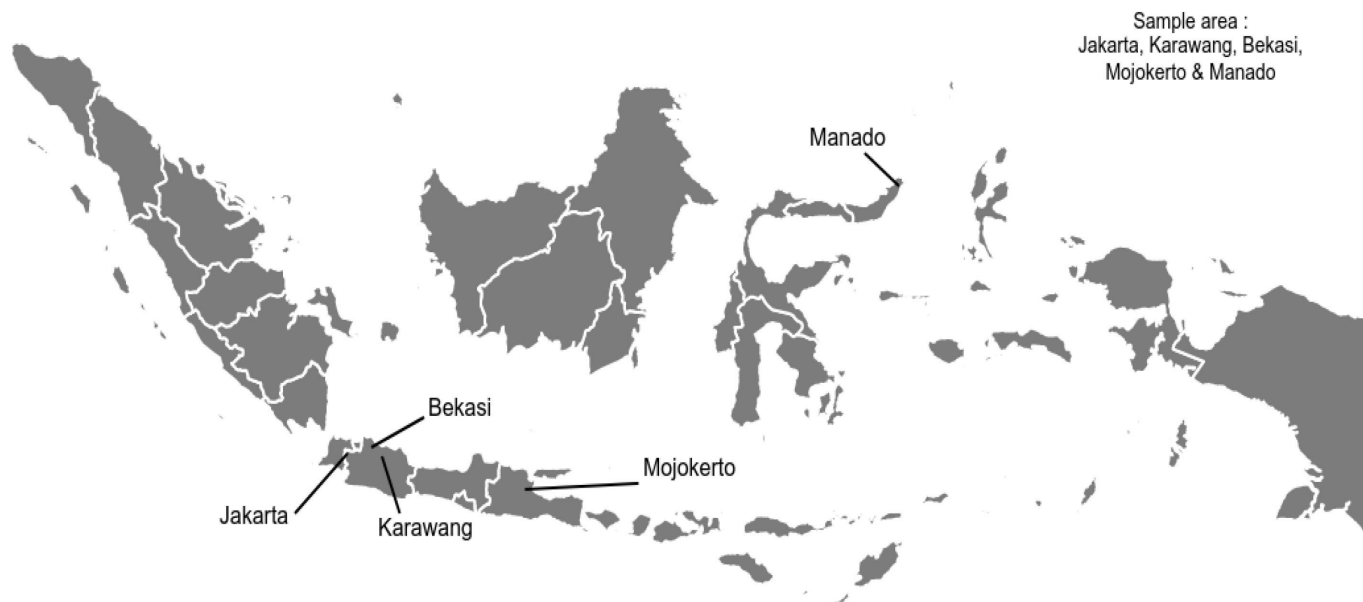 Sample area :
Jakarta, Karawang, Bekasi,
Mojokerto & Manado
Manado
Bekasi
Mojokerto
Jakarta
Karawang